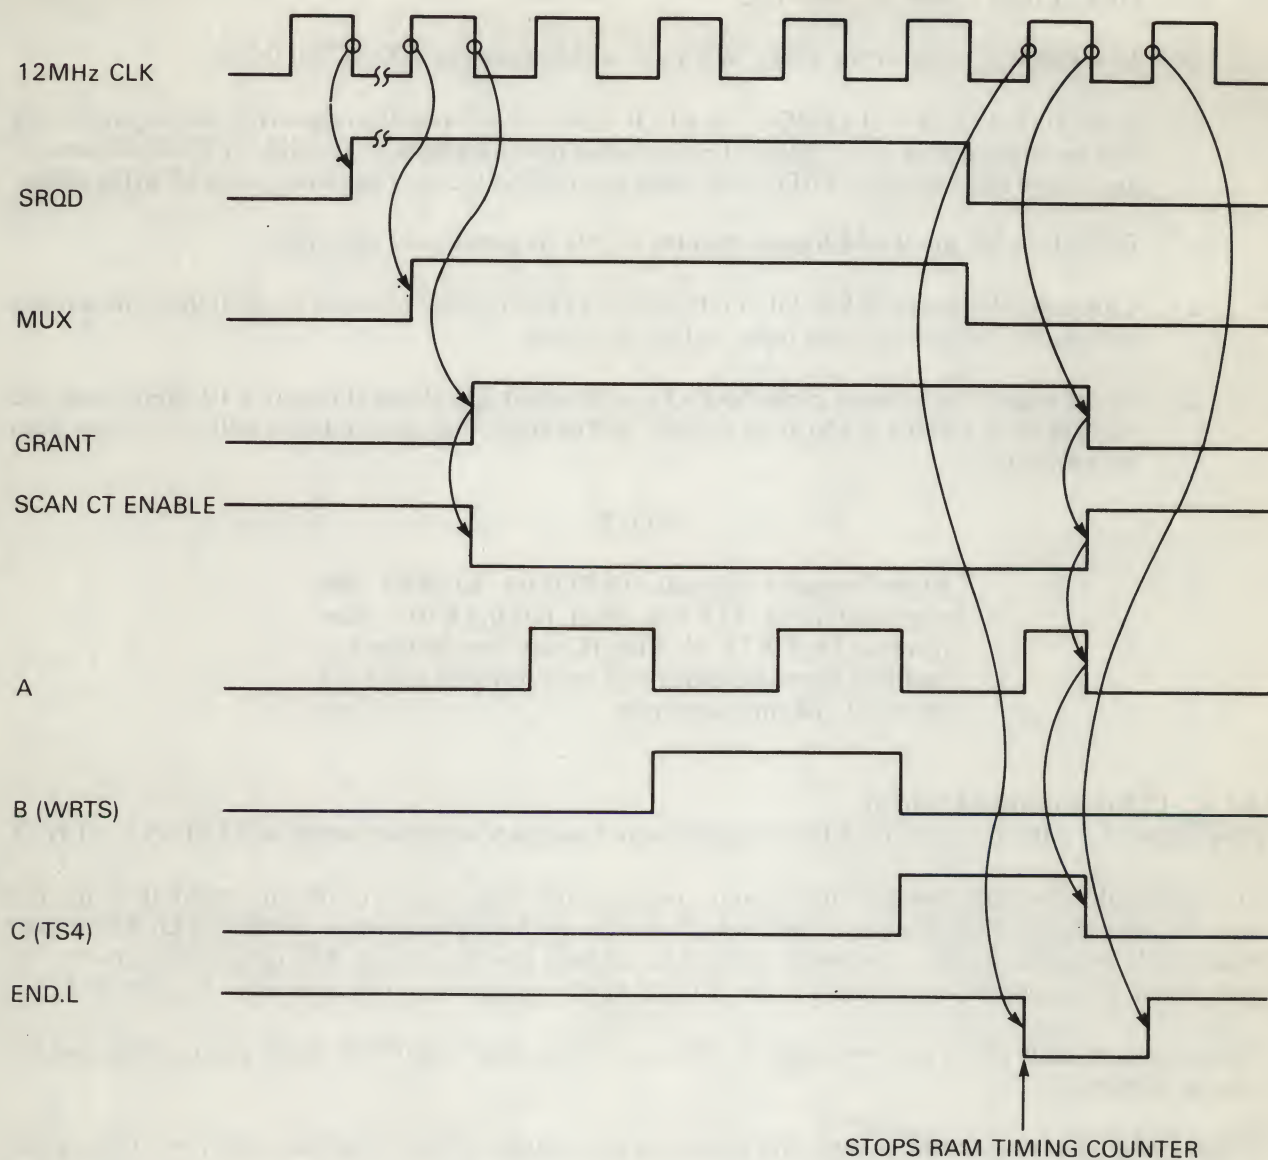 12MHz CLK
SRQD
MUX
GRANT
SCAN CT ENABLE
A
B (WRTS)
C (TS4)
END.L
STOPS RAM TIMING COUNTER